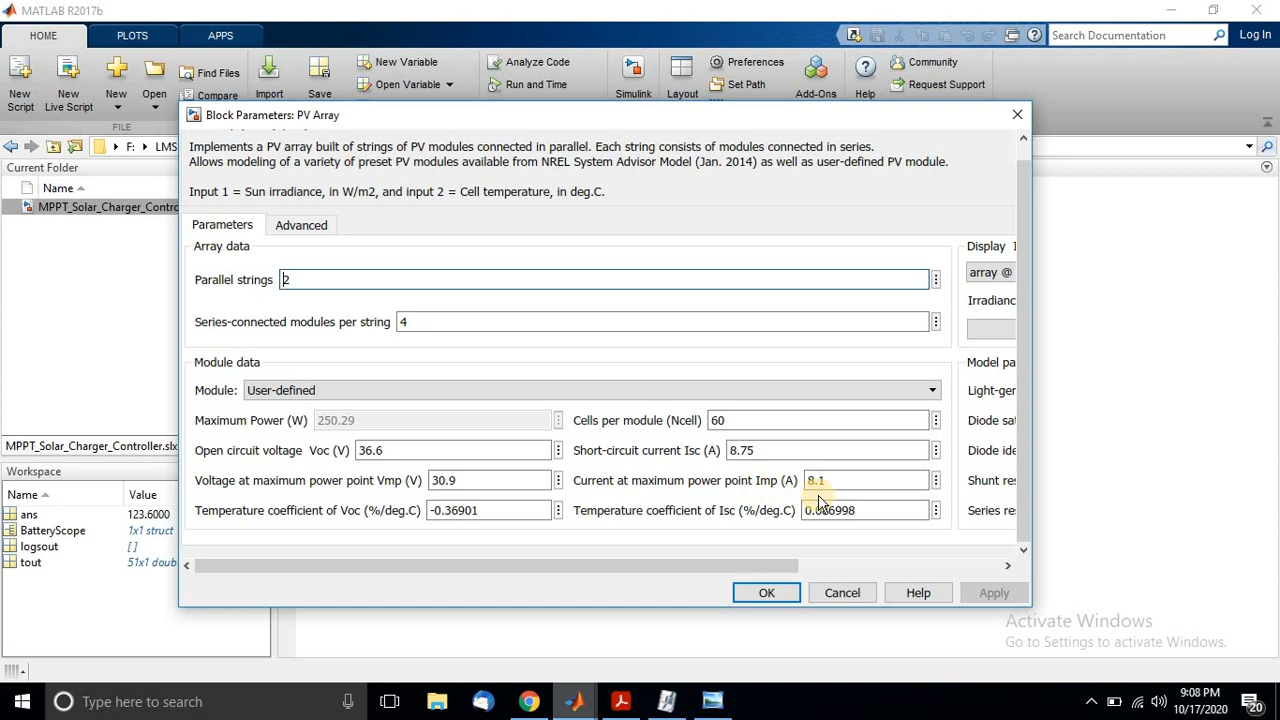 MATLAB R2017b
HOME
PLOTS
APPS
Search Documentation
Log In
New Script
New Live Script
New
Open
Find Files
Compare
Import
Save
New Variable
Open Variable
Analyze Code
Run and Time
Simulink
Layout
Preferences
Set Path
Add-Ons
Help
Community
Request Support
FILE
F:
LMS
Current Folder
Name
MPPT_Solar_Charger_Contro
MPPT_Solar_Charger_Controller.slx
Workspace
Name
Value
ans
123.6000
BatteryScope
1x1 struct
logsout
[]
tout
51x1 doubl
Block Parameters: PV Array
Implements a PV array built of strings of PV modules connected in parallel. Each string consists of modules connected in series.
Allows modeling of a variety of preset PV modules available from NREL System Advisor Model (Jan. 2014) as well as user-defined PV module.
Input 1 = Sun irradiance, in W/m2, and input 2 = Cell temperature, in deg.C.
Parameters
Advanced
Array data
Display
Parallel strings 2
array @
Irradianc
Series-connected modules per string 4
Module data
Model pa
Module: User-defined
Light-gen
Maximum Power (W) 250.29
Cells per module (Ncell) 60
Diode sat
Open circuit voltage Voc (V) 36.6
Short-circuit current Isc (A) 8.75
Diode ide
Voltage at maximum power point Vmp (V) 30.9
Current at maximum power point Imp (A) 8.1
Shunt res
Temperature coefficient of Voc (%/deg.C) -0.36901
Temperature coefficient of Isc (%/deg.C)
Series res
OK
Cancel
Help
Apply
Activate Windows
Go to Settings to activate Windows.
Type here to search
9:08 PM
10/17/2020
20